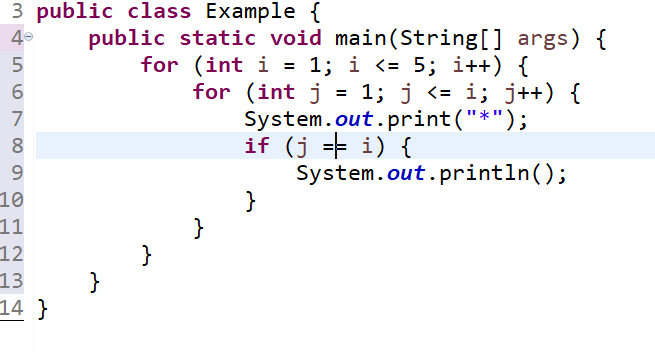 3 public class Example {
4 public static void main(String[] args) {
5 for (int i = 1; i <= 5; i++) {
6 for (int j = 1; j <= i; j++) {
7 System.out.print("*");
8 if (j == i) {
9 System.out.println();
10 }
11 }
12 }
13 }
14 }